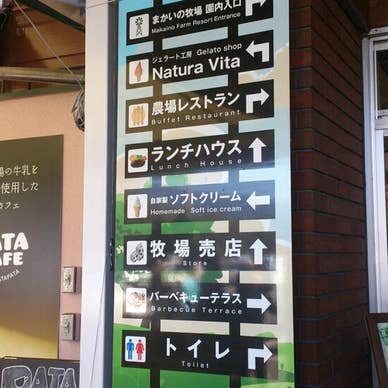 まかいの牧場 園内入口
Makaino Farm Resort Entrance
ジェラート工房 Gelato shop
Natura Vita
農場レストラン
Buffet Restaurant
ランチハウス
Lunch House
自家製 ソフトクリーム
Homemade Soft ice cream
牧場売店
Store
バーベキューテラス
Barbecue Terrace
トイレ
Toilet
場の牛乳を
使用した
カフェ
PATA
AFE
PATA